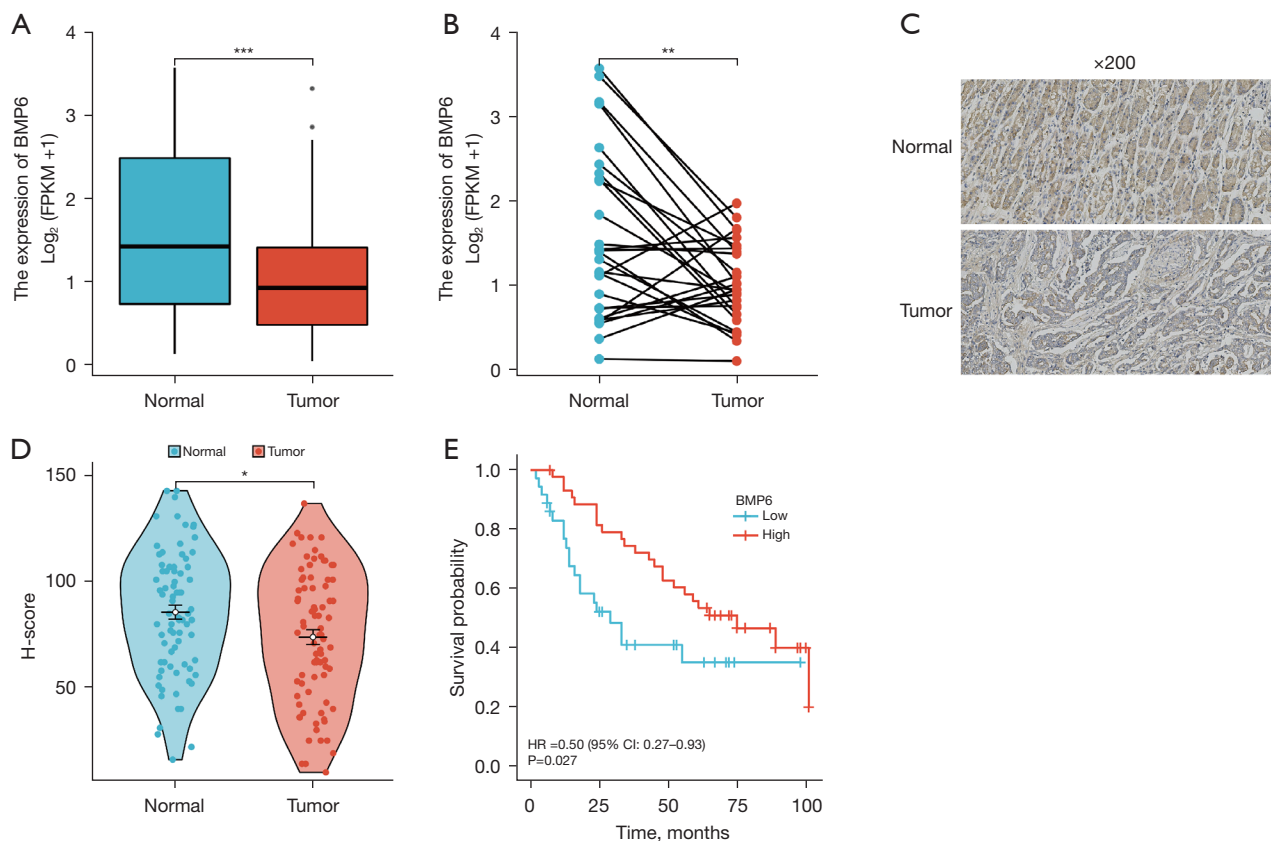 A
The expression of BMP6
Log₂ (FPKM +1)
4
3
2
1
0
***
Normal
Tumor
B
The expression of BMP6
Log₂ (FPKM +1)
4
3
2
1
0
**
Normal
Tumor
C
×200
Normal
Tumor
D
Normal
Tumor
H-score
150
100
50
*
Normal
Tumor
E
Survival probability
1.0
0.8
0.6
0.4
0.2
0.0
BMP6
Low
High
HR =0.50 (95% CI: 0.27–0.93)
P=0.027
0
25
50
75
100
Time, months